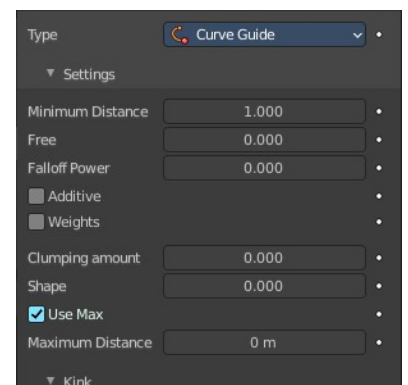 Type Curve Guide
Settings
Minimum Distance 1.000
Free 0.000
Falloff Power 0.000
Additive
Weights
Clumping amount 0.000
Shape 0.000
Use Max
Maximum Distance 0 m
Kink